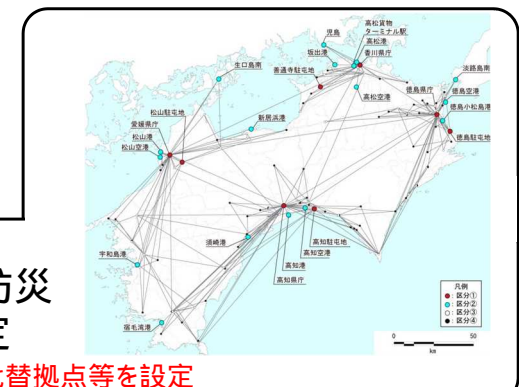 児島
高松貨物
ターミナル駅
高松港
香川県庁
坂出港
善通寺駐屯地
生口島南
淡路島南
徳島県庁
徳島空港
徳島小松島港
高松空港
松山駐屯地
愛媛県庁
新居浜港
松山港
松山空港
徳島駐屯地
須崎港
高知駐屯地
高知空港
宇和島港
高知港
高知県庁
宿毛湾港
凡例
：区分①
：区分②
：区分③
：区分④
0 50
km
防災
定
替拠点等を設定